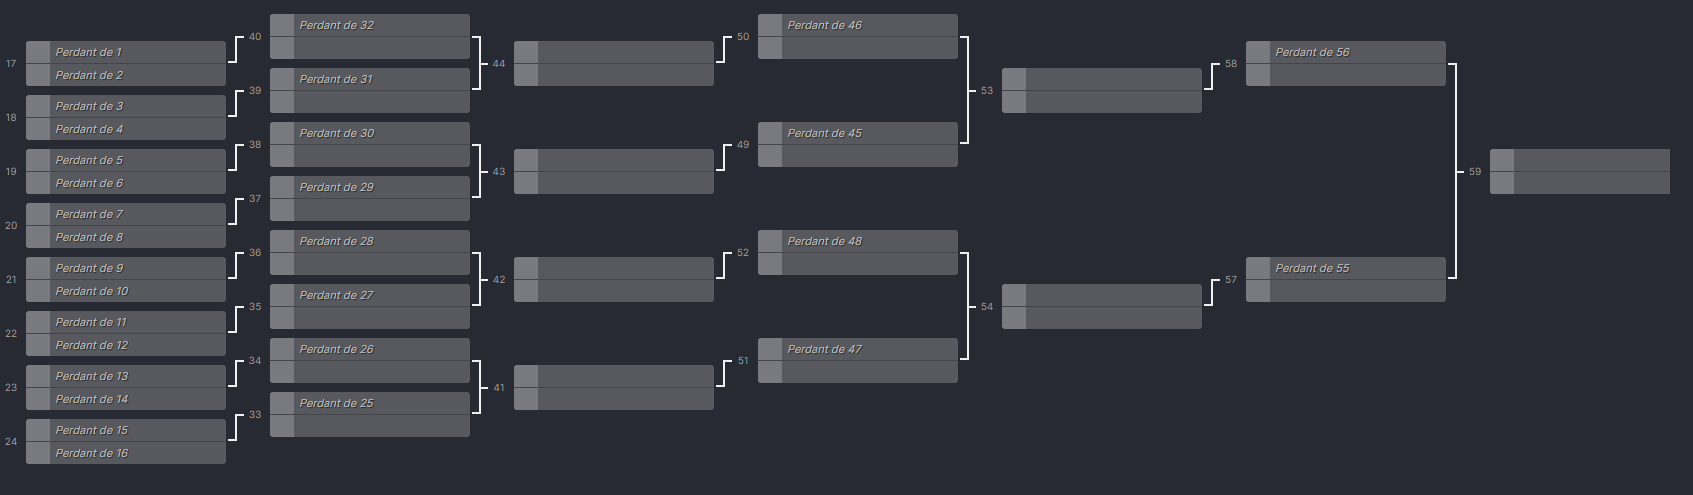 17
Perdant de 1
Perdant de 2
18
Perdant de 3
Perdant de 4
19
Perdant de 5
Perdant de 6
20
Perdant de 7
Perdant de 8
21
Perdant de 9
Perdant de 10
22
Perdant de 11
Perdant de 12
23
Perdant de 13
Perdant de 14
24
Perdant de 15
Perdant de 16
40
Perdant de 32
39
Perdant de 31
38
Perdant de 30
37
Perdant de 29
36
Perdant de 28
35
Perdant de 27
34
Perdant de 26
33
Perdant de 25
44
43
42
41
50
Perdant de 46
49
Perdant de 45
52
Perdant de 48
51
Perdant de 47
53
54
58
Perdant de 56
57
Perdant de 55
59